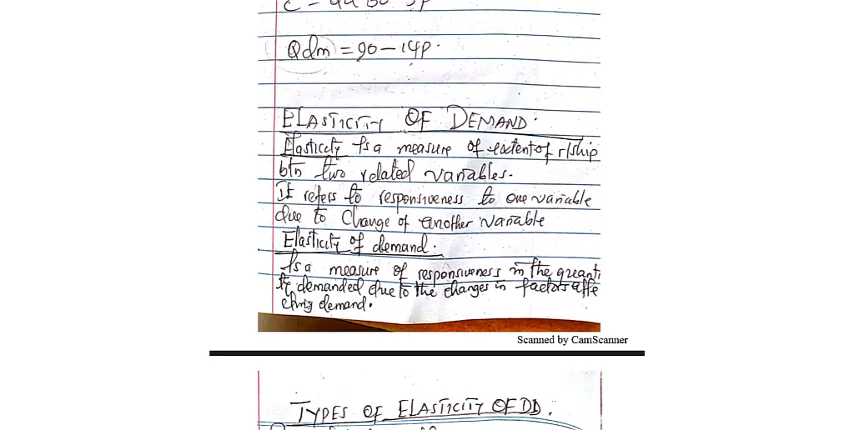 Qdm = 90 - 14p.
ELASTICITY OF DEMAND.
Elasticity Is a measure of extent of r/ship
btn two related variables.
It refers to responsiveness to one variable
due to Change of another variable
Elasticity of demand.
Is a measure of responsiveness in the quanti
ty demanded due to the changes in factors affe
cting demand.
Scanned by CamScanner
TYPES OF ELASTICITY OF DD.